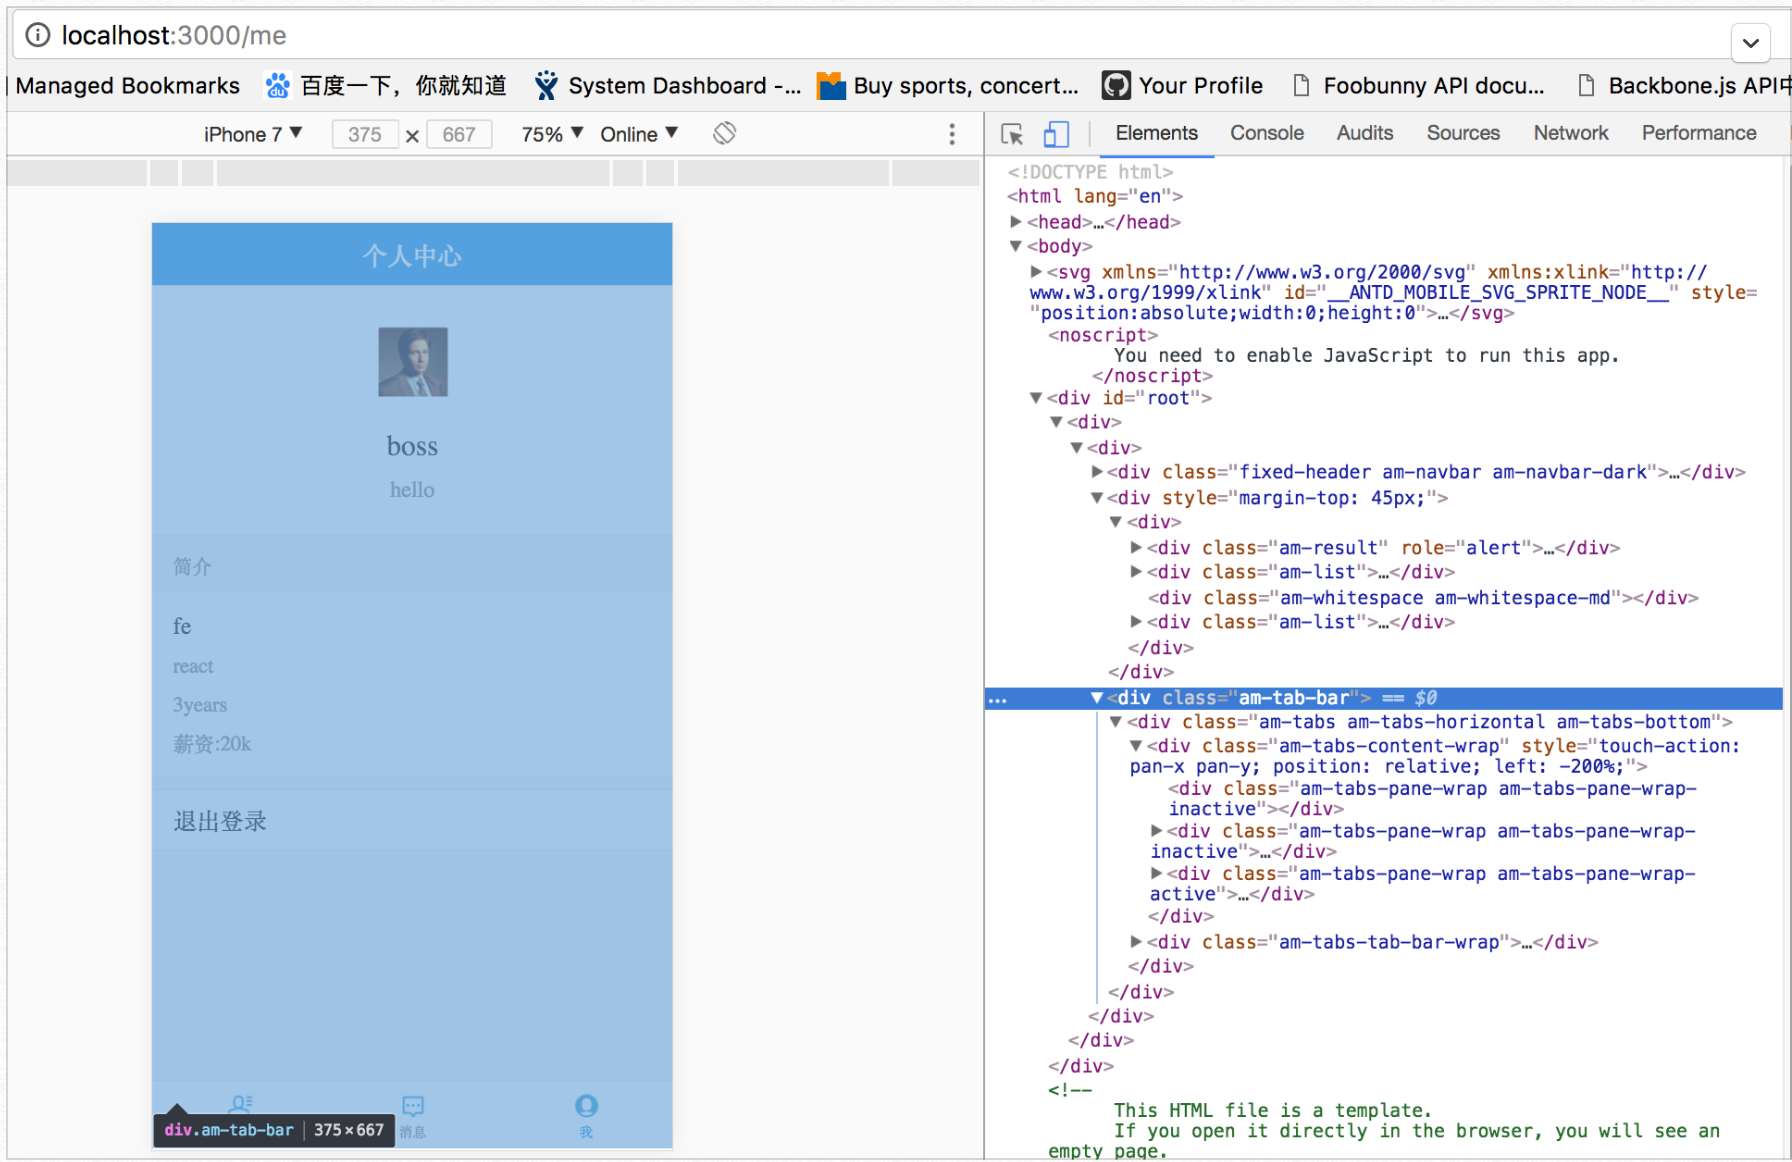 localhost:3000/me
Managed Bookmarks 百度一下，你就知道 System Dashboard -... Buy sports, concert... Your Profile Foobunny API docu... Backbone.js API中
iPhone 7 ▼ 375 × 667 75% ▼ Online ▼
Elements Console Audits Sources Network Performance
个人中心
boss
hello
简介
fe
react
3years
薪资:20k
退出登录
消息
我
div.am-tab-bar | 375×667
<!DOCTYPE html>
<html lang="en">
▶<head>…</head>
▼<body>
▶<svg xmlns="http://www.w3.org/2000/svg" xmlns:xlink="http://
www.w3.org/1999/xlink" id="__ANTD_MOBILE_SVG_SPRITE_NODE__" style=
"position:absolute;width:0;height:0">…</svg>
<noscript>
You need to enable JavaScript to run this app.
</noscript>
▼<div id="root">
▼<div>
▼<div>
▶<div class="fixed-header am-navbar am-navbar-dark">…</div>
▼<div style="margin-top: 45px;">
▼<div>
▶<div class="am-result" role="alert">…</div>
▶<div class="am-list">…</div>
<div class="am-whitespace am-whitespace-md"></div>
▶<div class="am-list">…</div>
</div>
</div>
… ▼<div class="am-tab-bar"> == $0
▼<div class="am-tabs am-tabs-horizontal am-tabs-bottom">
▼<div class="am-tabs-content-wrap" style="touch-action:
pan-x pan-y; position: relative; left: -200%;">
<div class="am-tabs-pane-wrap am-tabs-pane-wrap-
inactive"></div>
▶<div class="am-tabs-pane-wrap am-tabs-pane-wrap-
inactive">…</div>
▶<div class="am-tabs-pane-wrap am-tabs-pane-wrap-
active">…</div>
</div>
▶<div class="am-tabs-tab-bar-wrap">…</div>
</div>
</div>
</div>
</div>
</div>
<!--
This HTML file is a template.
If you open it directly in the browser, you will see an
empty page.